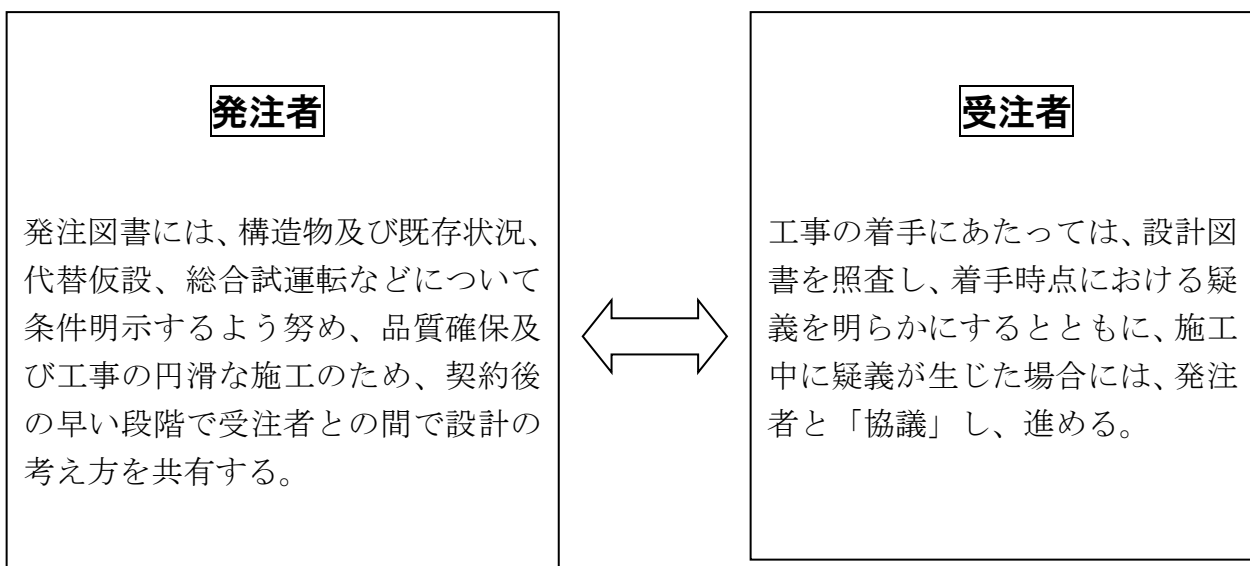 発注者
発注図書には、構造物及び既存状況、
代替仮設、総合試運転などについて
条件明示するよう努め、品質確保及
び工事の円滑な施工のため、契約後
の早い段階で受注者との間で設計の
考え方を共有する。
受注者
工事の着手にあたっては、設計図
書を照査し、着手時点における疑
義を明らかにするとともに、施工
中に疑義が生じた場合には、発注
者と「協議」し、進める。